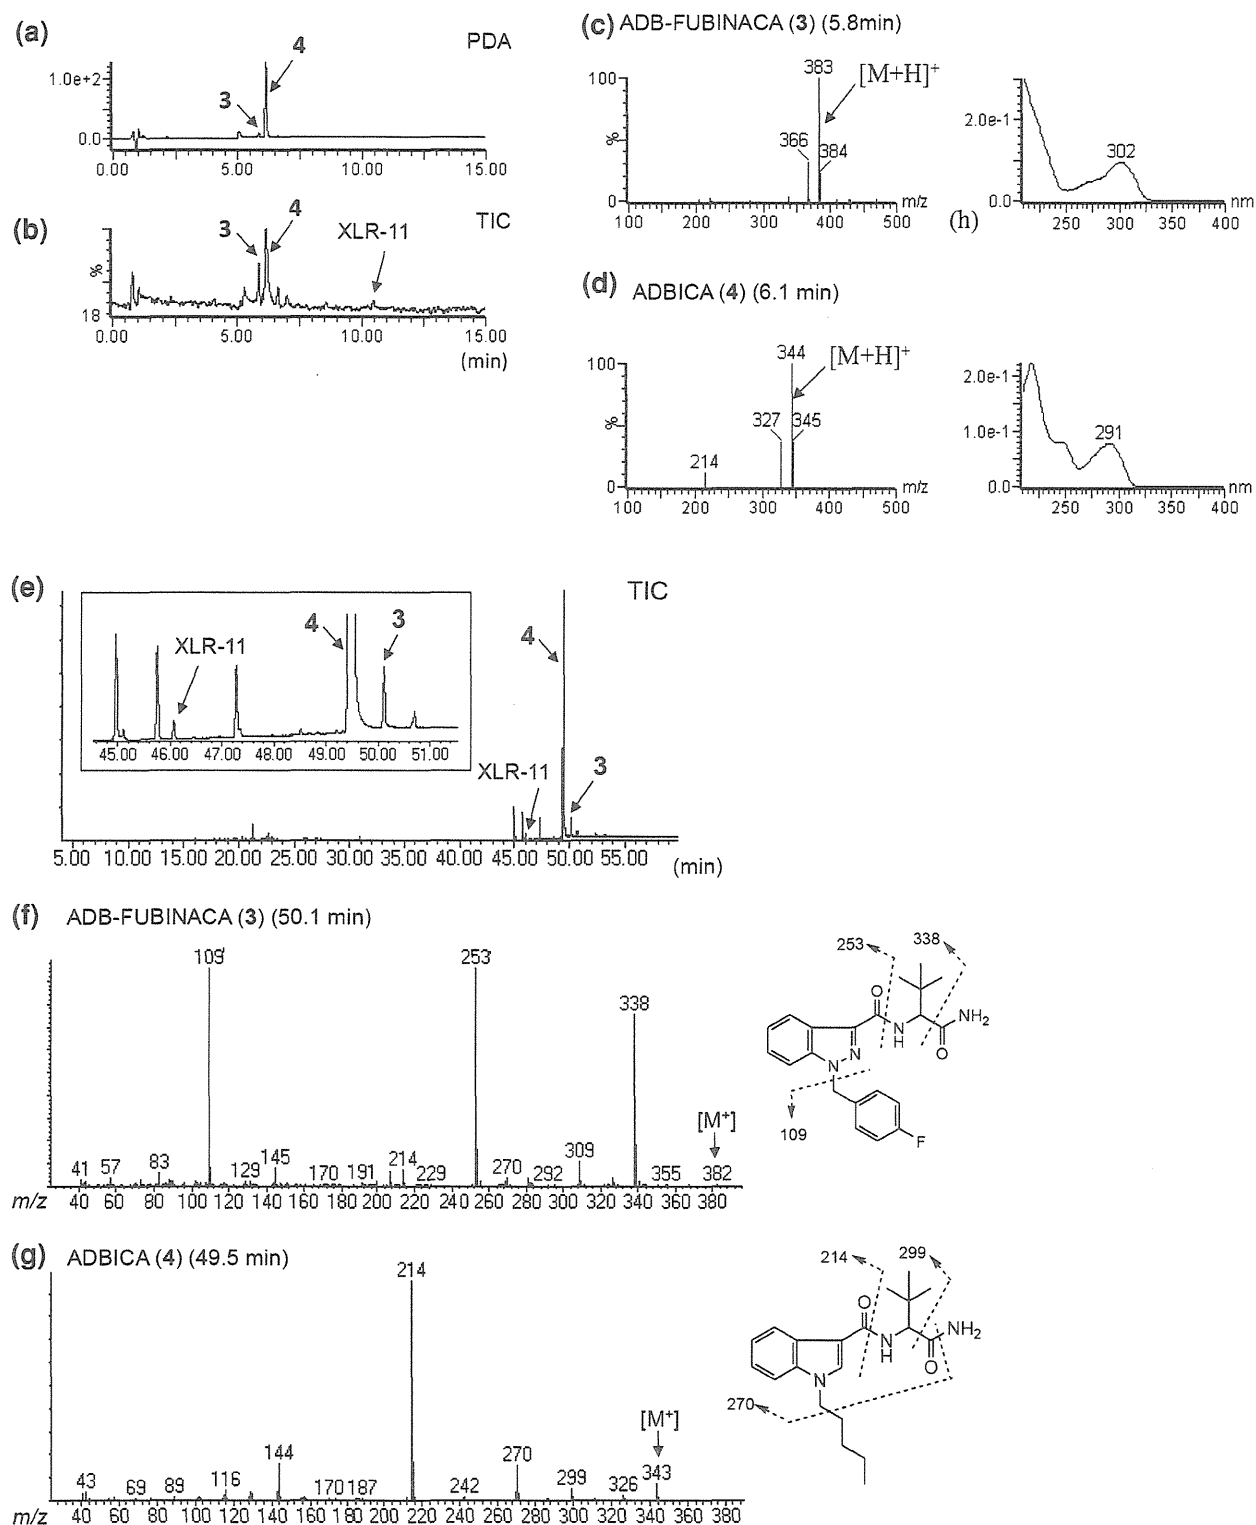 (a)
PDA
4
3
1.0e+2
0.0
0.00 5.00 10.00 15.00
(b)
TIC
3
4
XLR-11
%
18
0.00 5.00 10.00 15.00
(min)
(c) ADB-FUBINACA (3) (5.8min)
383
[M+H]+
366
384
100
%
0
m/z
100 200 300 400 500
(h)
2.0e-1
302
0.0
nm
250 300 350 400
(d) ADBICA (4) (6.1 min)
344
[M+H]+
327
345
214
100
%
0
m/z
100 200 300 400 500
2.0e-1
1.0e-1
291
0.0
nm
250 300 350 400
(e)
TIC
4
3
XLR-11
45.00 46.00 47.00 48.00 49.00 50.00 51.00
4
XLR-11
3
5.00 10.00 15.00 20.00 25.00 30.00 35.00 40.00 45.00 50.00 55.00
(min)
(f) ADB-FUBINACA (3) (50.1 min)
109
253
338
[M+]
41 57 83 129 145 170 191 214 229 270 292 309 355 382
m/z 40 60 80 100 120 140 160 180 200 220 240 260 280 300 320 340 360 380
253
338
O
NH2
N
H
O
N
N
109
F
(g) ADBICA (4) (49.5 min)
214
[M+]
43 69 89 116 144 170 187 242 270 299 326 343
m/z 40 60 80 100 120 140 160 180 200 220 240 260 280 300 320 340 360 380
214
299
O
NH2
N
H
O
N
270